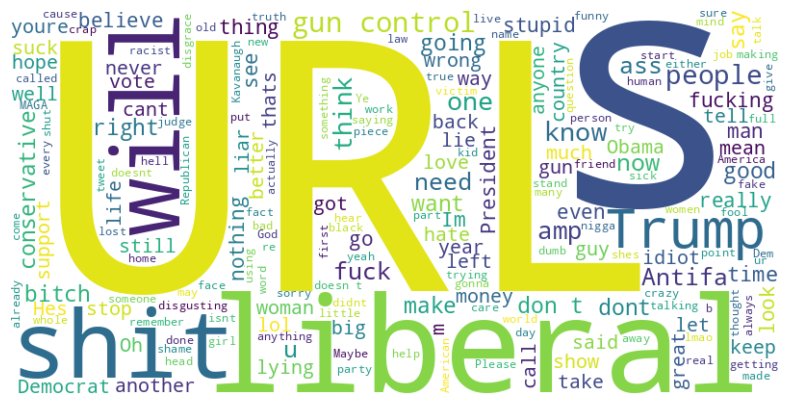 cause
youre
believe
old
truth
thing
gun control
live
stupid
funny
sure
say
crap
racist
disgrace
new
law
name
mind
talk
suck
hope
well
MAGA
called
every
shut
never
vote
cant
will
see
Kavanaugh
thats
think
something
saying
Ye
work
piece
going
wrong
true
way
victim
one
back
lie
love
kid
anyone
country
question
ass
people
either
human
start
job
making
give
fucking
tell
full
man
mean
person
America
right
judge
put
better
liar
actually
know
try
Obama
now
much
gun
friend
sick
good
fake
conservative
life
hell
tweet
doesnt
Republican
nothing
need
President
stand
many
even
nigga
women
really
fool
URL
S
got
want
Im
hate
part
hear
black
yeah
first
go
year
left
amp
guy
dumb
Trump
shes
idiot
Antifa
point
Dem
ur
time
come
support
lost
home
still
fact
God
bad
re
using
word
fuck
trying
gonna
already
Hes
whole
bitch
stop
someone
may
disgusting
remember
face
isnt
woman
sorry
lol
doesn t
didnt
little
make
money
care
don t
dont
crazy
talking
b
thought
always
look
shit
liberal
Oh
done
shame
head
girl
u
anything
big
Maybe
lying
party
help
m
American
Please
world
day
call
said
show
away
take
let
great
lmao
real
keep
getting
made
Democrat
another